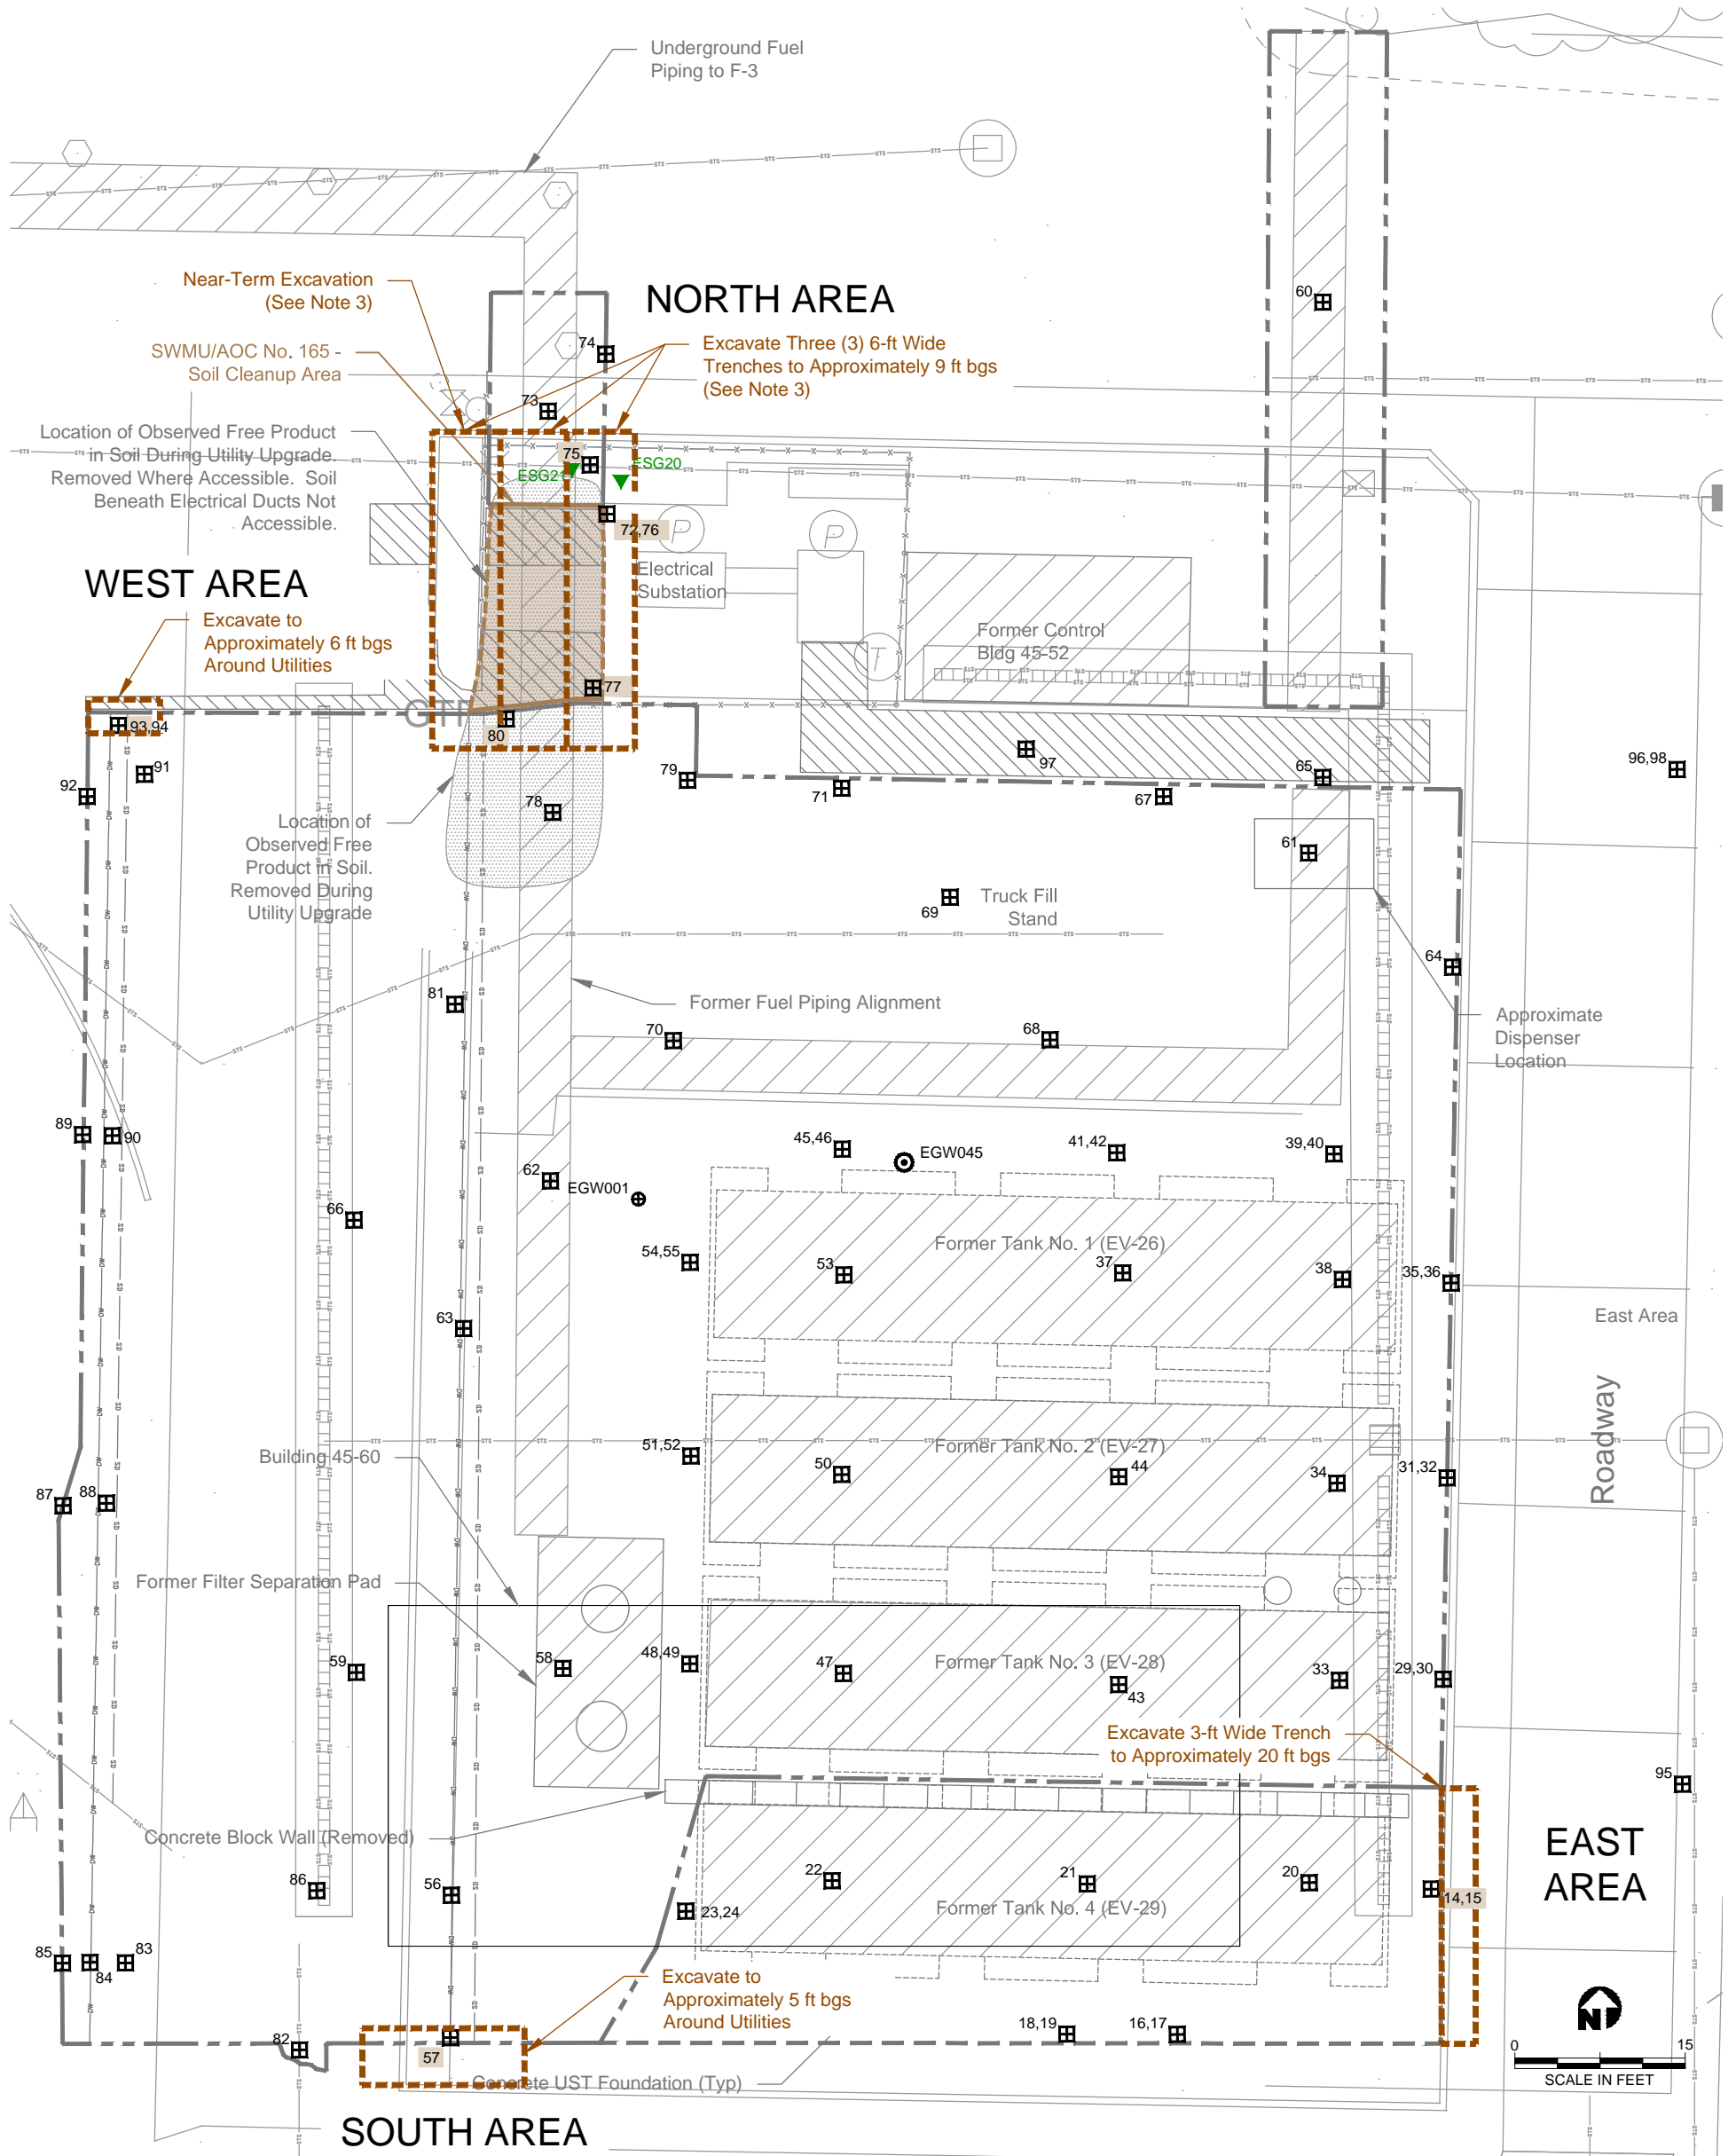 Underground Fuel
Piping to F-3
Near-Term Excavation
(See Note 3)
NORTH AREA
60
SWMU/AOC No. 165 -
Soil Cleanup Area
74
Excavate Three (3) 6-ft Wide
Trenches to Approximately 9 ft bgs
(See Note 3)
73
Location of Observed Free Product
in Soil During Utility Upgrade.
Removed Where Accessible. Soil
Beneath Electrical Ducts Not
Accessible.
75
ESG21
ESG20
72,76
P
P
Electrical
Substation
WEST AREA
Excavate to
Approximately 6 ft bgs
Around Utilities
Former Control
Bldg 45-52
T
77
93,94
80
91
92
79
71
97
67
65
96,98
78
Location of
Observed Free
Product in Soil.
Removed During
Utility Upgrade
61
69
Truck Fill
Stand
64
81
Former Fuel Piping Alignment
70
68
Approximate
Dispenser
Location
89
90
45,46
EGW045
41,42
39,40
62
EGW001
66
54,55
53
Former Tank No. 1 (EV-26)
37
38
35,36
East Area
63
Roadway
Building 45-60
51,52
50
Former Tank No. 2 (EV-27)
44
34
31,32
87
88
Former Filter Separation Pad
59
58
48,49
47
Former Tank No. 3 (EV-28)
43
33
29,30
Excavate 3-ft Wide Trench
to Approximately 20 ft bgs
95
Concrete Block Wall (Removed)
EAST
AREA
86
56
22
21
20
14,15
23,24
Former Tank No. 4 (EV-29)
85
84
83
Excavate to
Approximately 5 ft bgs
Around Utilities
82
57
18,19
16,17
N
0
15
SCALE IN FEET
Concrete UST Foundation (Typ)
SOUTH AREA